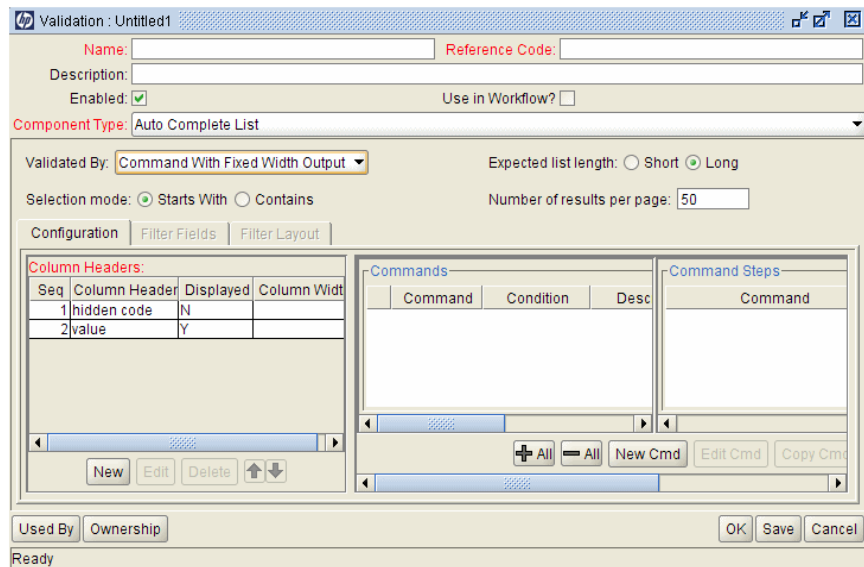 hp Validation : Untitled1
Name: Reference Code:
Description:
Enabled: Use in Workflow?
Component Type: Auto Complete List
Validated By: Command With Fixed Width Output Expected list length: Short Long
Selection mode: Starts With Contains Number of results per page: 50
Configuration Filter Fields Filter Layout
Column Headers: Commands Command Steps
Seq Column Header Displayed Column Widt Command Condition Desc Command
1 hidden code N
2 value Y
All All New Cmd Edit Cmd Copy Cmd
New Edit Delete
Used By Ownership OK Save Cancel
Ready